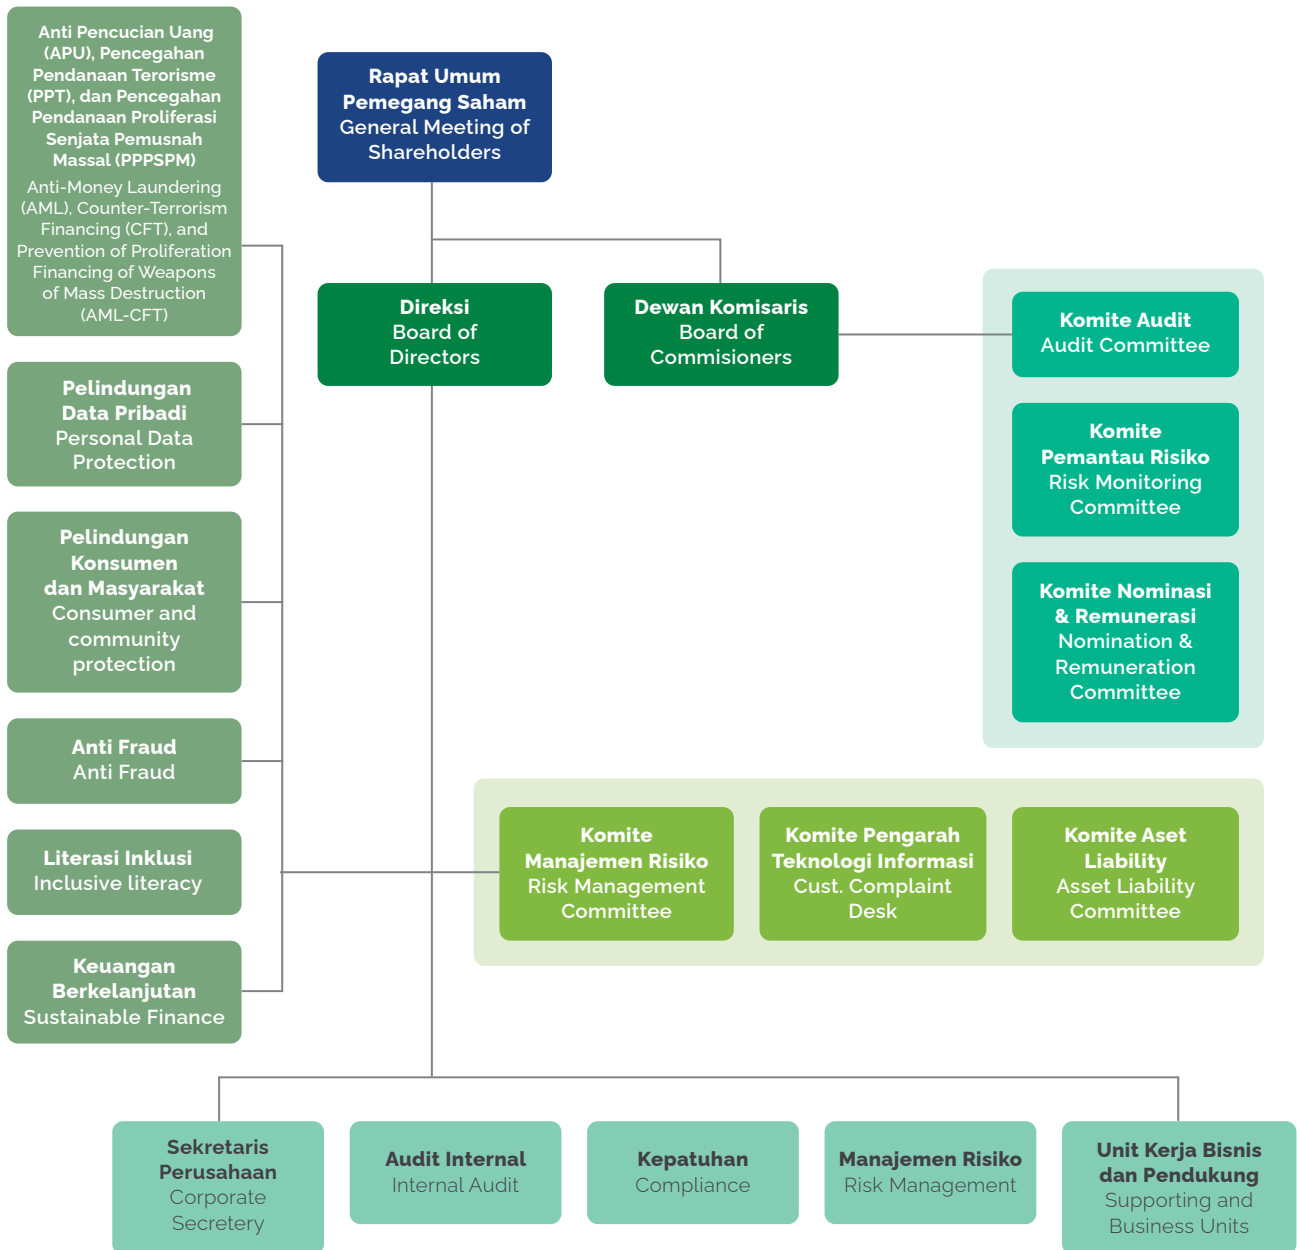 Anti Pencucian Uang
(APU), Pencegahan
Pendanaan Terorisme
(PPT), dan Pencegahan
Pendanaan Proliferasi
Senjata Pemusnah
Massal (PPPSPM)
Anti-Money Laundering
(AML), Counter-Terrorism
Financing (CFT), and
Prevention of Proliferation
Financing of Weapons
of Mass Destruction
(AML-CFT)
Rapat Umum
Pemegang Saham
General Meeting of
Shareholders
Direksi
Board of
Directors
Dewan Komisaris
Board of
Commisioners
Komite Audit
Audit Committee
Komite
Pemantau Risiko
Risk Monitoring
Committee
Komite Nominasi
& Remunerasi
Nomination &
Remuneration
Committee
Pelindungan
Data Pribadi
Personal Data
Protection
Pelindungan
Konsumen
dan Masyarakat
Consumer and
community
protection
Anti Fraud
Anti Fraud
Literasi Inklusi
Inclusive literacy
Keuangan
Berkelanjutan
Sustainable Finance
Komite
Manajemen Risiko
Risk Management
Committee
Komite Pengarah
Teknologi Informasi
Cust. Complaint
Desk
Komite Aset
Liability
Asset Liability
Committee
Sekretaris
Perusahaan
Corporate
Secretery
Audit Internal
Internal Audit
Kepatuhan
Compliance
Manajemen Risiko
Risk Management
Unit Kerja Bisnis
dan Pendukung
Supporting and
Business Units